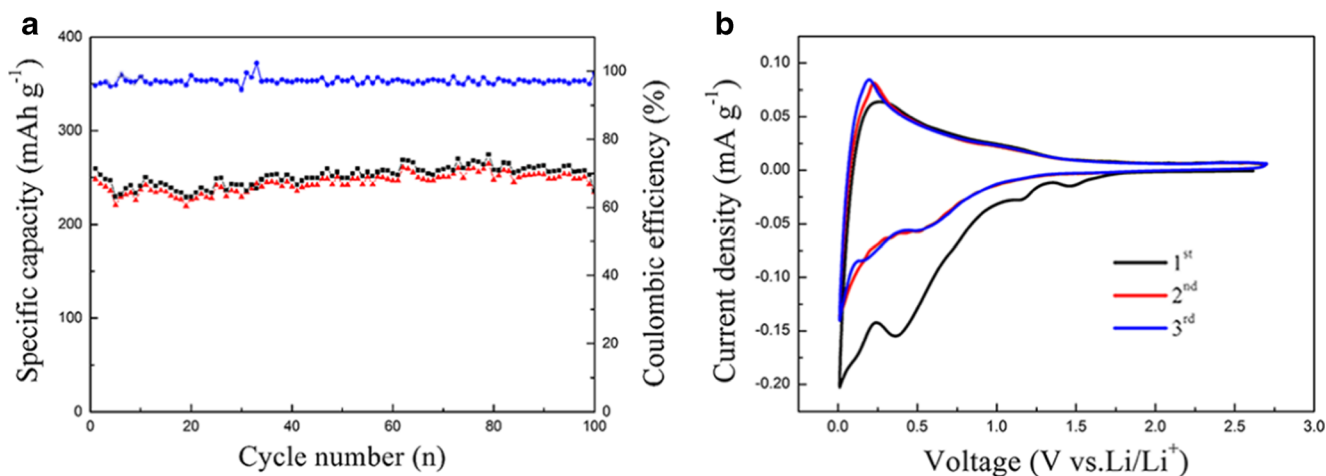 a
400
300
200
100
0
Specific capacity (mAh g-1)
100
80
60
40
20
0
Coulombic efficiency (%)
0 20 40 60 80 100
Cycle number (n)
b
0.10
0.05
0.00
-0.05
-0.10
-0.15
-0.20
Current density (mA g-1)
1st
2nd
3rd
0.0 0.5 1.0 1.5 2.0 2.5 3.0
Voltage (V vs.Li/Li+)